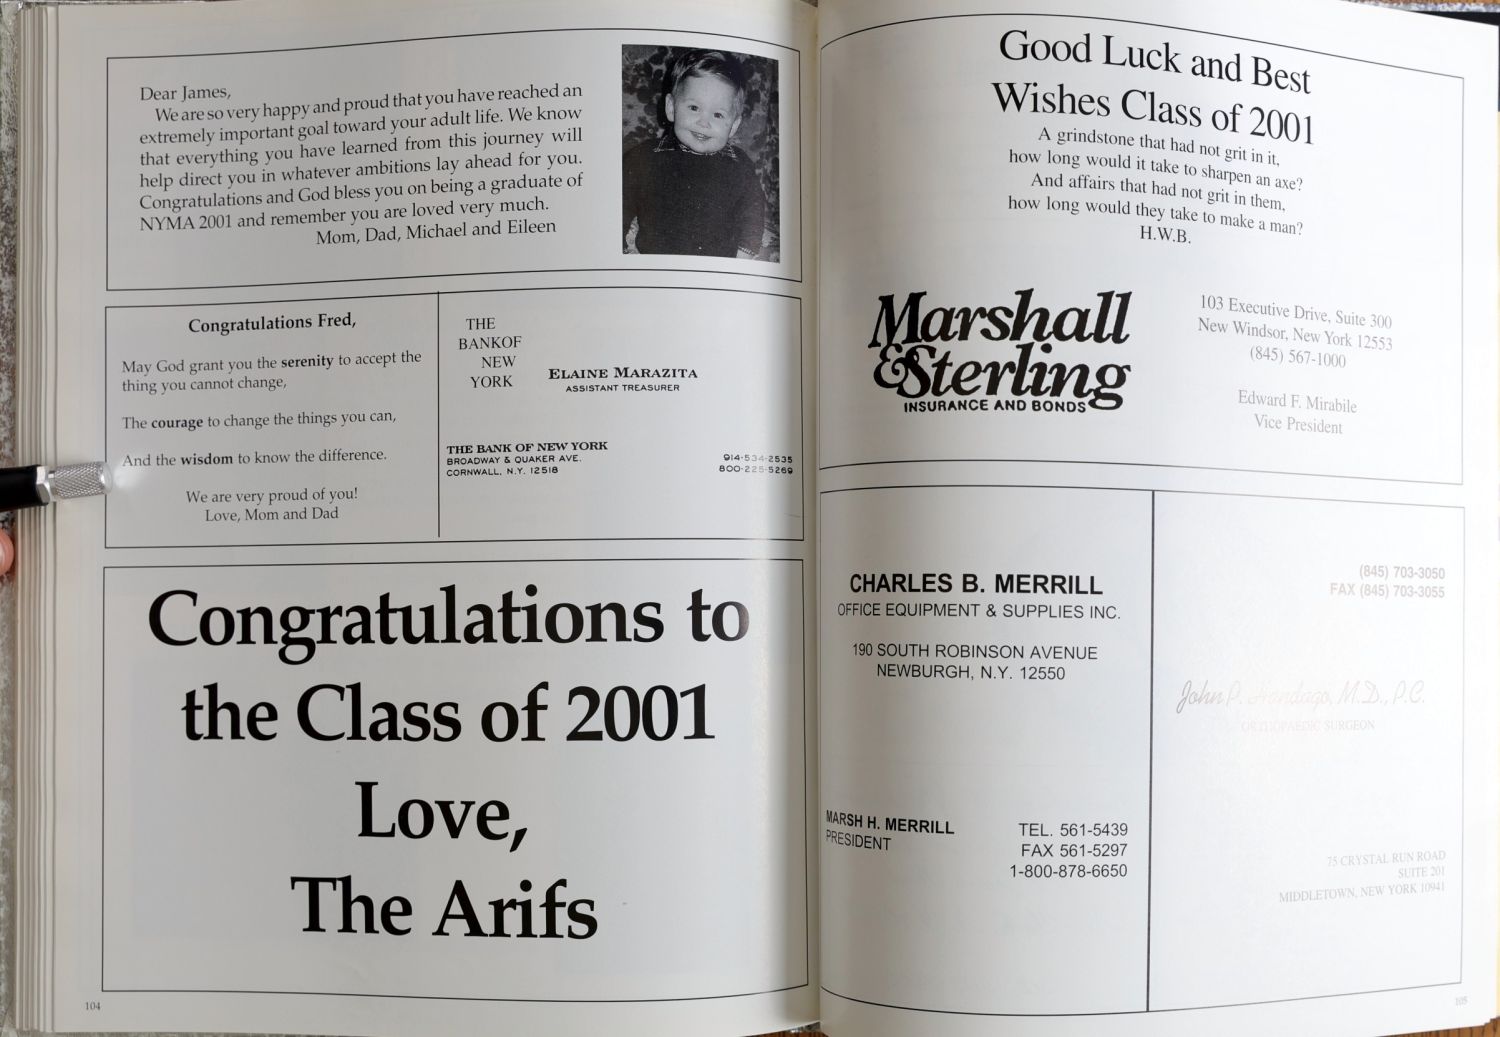 Dear James,
We are so very happy and proud that you have reached an
extremely important goal toward your adult life. We know
that everything you have learned from this journey will
help direct you in whatever ambitions lay ahead for you.
Congratulations and God bless you on being a graduate of
NYMA 2001 and remember you are loved very much.
Mom, Dad, Michael and Eileen
Congratulations Fred,
May God grant you the serenity to accept the
thing you cannot change,
The courage to change the things you can,
And the wisdom to know the difference.
We are very proud of you!
Love, Mom and Dad
THE
BANKOF
NEW
YORK
ELAINE MARAZITA
ASSISTANT TREASURER
THE BANK OF NEW YORK
BROADWAY & QUAKER AVE.
CORNWALL, N.Y. 12518
914-534-2535
800-225-5269
Congratulations to
the Class of 2001
Love,
The Arifs
104
Good Luck and Best
Wishes Class of 2001
A grindstone that had not grit in it,
how long would it take to sharpen an axe?
And affairs that had not grit in them,
how long would they take to make a man?
H.W.B.
Marshall
&Sterling
INSURANCE AND BONDS
103 Executive Drive, Suite 300
New Windsor, New York 12553
(845) 567-1000
Edward F. Mirabile
Vice President
CHARLES B. MERRILL
OFFICE EQUIPMENT & SUPPLIES INC.
190 SOUTH ROBINSON AVENUE
NEWBURGH, N.Y. 12550
MARSH H. MERRILL
PRESIDENT
TEL. 561-5439
FAX 561-5297
1-800-878-6650
(845) 703-3050
FAX (845) 703-3055
John P. M.D., P.C.
ORTHOPAEDIC SURGEON
75 CRYSTAL RUN ROAD
SUITE 201
MIDDLETOWN, NEW YORK 10941
105